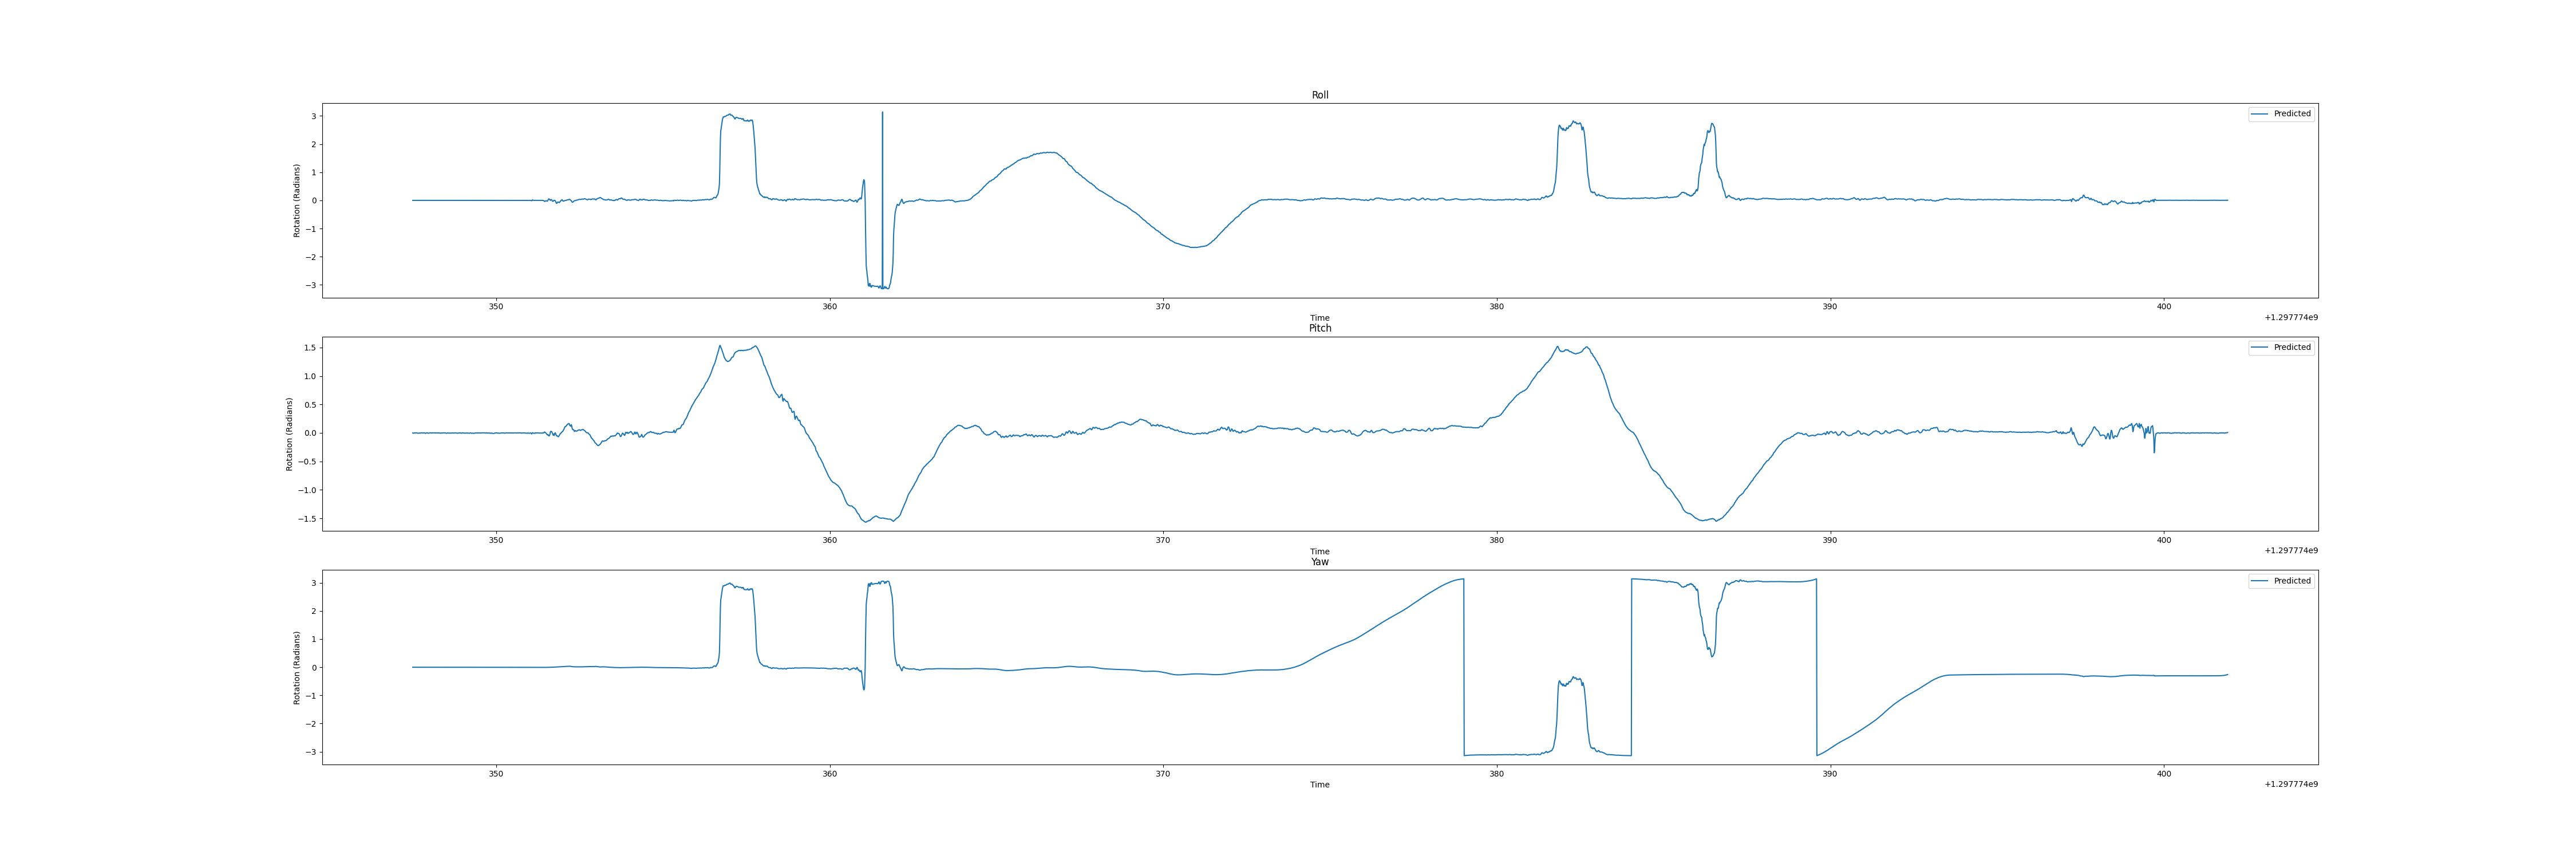 Roll
Predicted
3
2
1
0
−1
−2
−3
Rotation (Radians)
350 360 370 380 390 400
Time
+1.297774e9
Pitch
Predicted
1.5
1.0
0.5
0.0
−0.5
−1.0
−1.5
Rotation (Radians)
350 360 370 380 390 400
Time
+1.297774e9
Yaw
Predicted
3
2
1
0
−1
−2
−3
Rotation (Radians)
350 360 370 380 390 400
Time
+1.297774e9